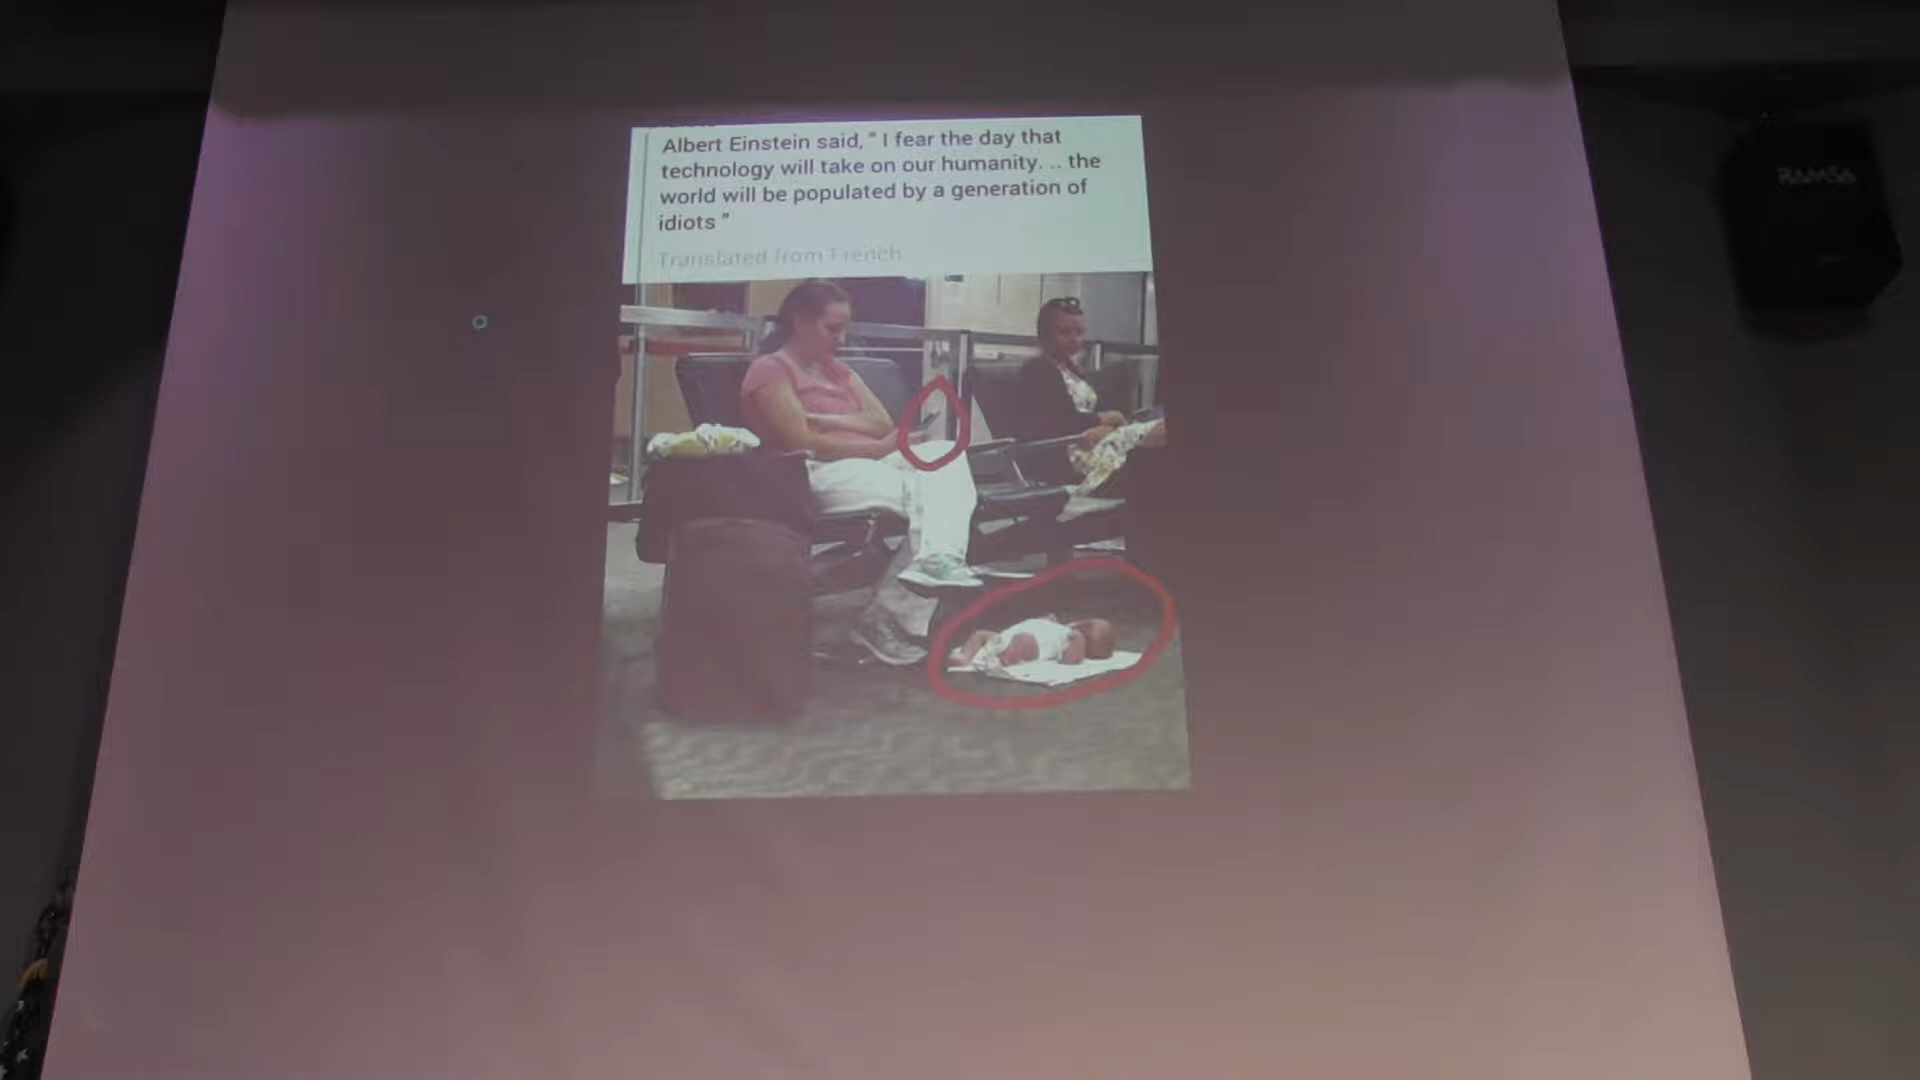 Albert Einstein said, " I fear the day that
technology will take on our humanity. .. the
world will be populated by a generation of
idiots "
Translated from French
RAMSA